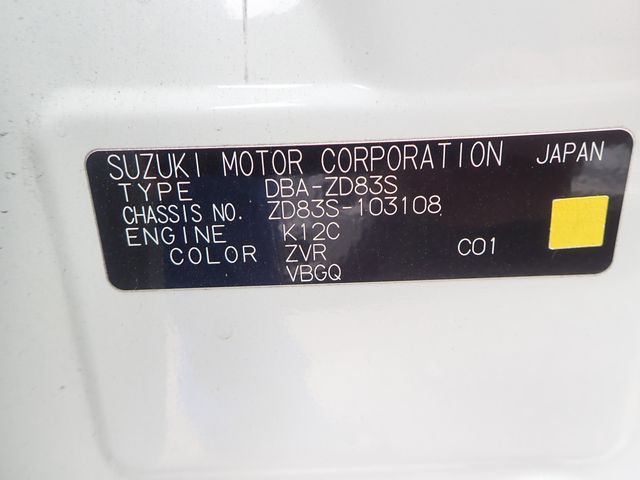 SUZUKI MOTOR CORPORATION JAPAN
TYPE DBA-ZD83S
CHASSIS NO. ZD83S-103108
ENGINE K12C
COLOR ZVR C01
VBGQ